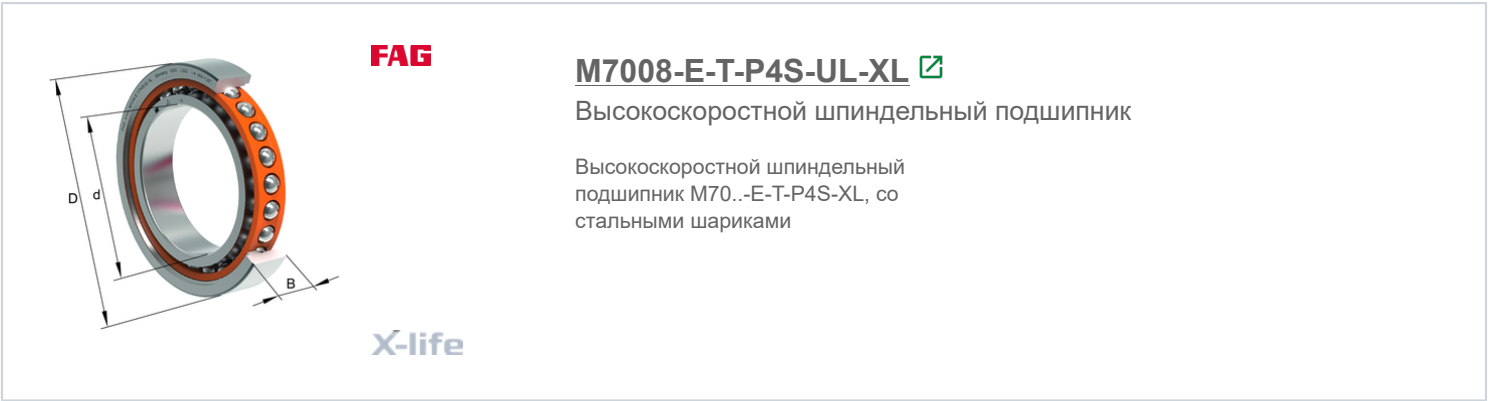 FAG
M7008-E-T-P4S-UL-XL
Высокоскоростной шпиндельный подшипник
Высокоскоростной шпиндельный
подшипник M70..-E-T-P4S-XL, со
стальными шариками
D
d
B
X-life